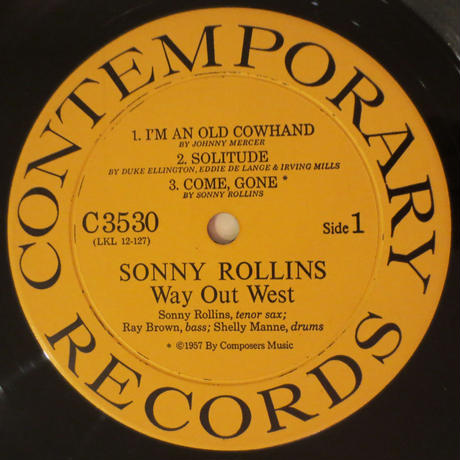 CONTEMPORARY RECORDS
1. I'M AN OLD COWHAND
BY JOHNNY MERCER
2. SOLITUDE
BY DUKE ELLINGTON, EDDIE DE LANGE & IRVING MILLS
3. COME, GONE *
BY SONNY ROLLINS
C3530
(LKL 12-127)
Side 1
SONNY ROLLINS
Way Out West
Sonny Rollins, tenor sax;
Ray Brown, bass; Shelly Manne, drums
* ©1957 By Composers Music